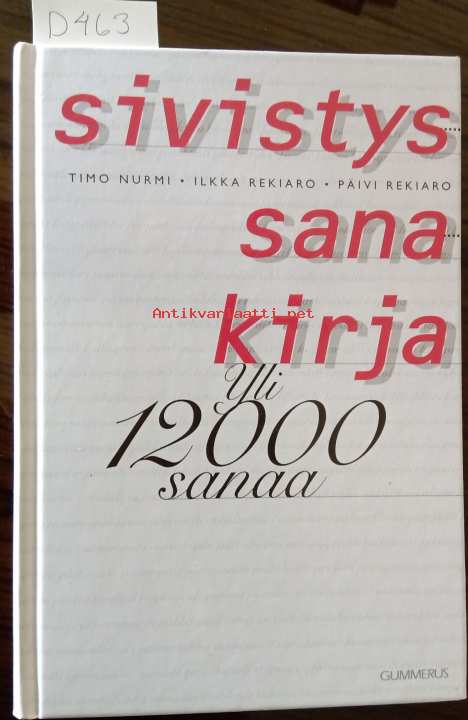 D463
sivistys
TIMO NURMI • ILKKA REKIARO • PÄIVI REKIARO
sana
Antikvariaatti.net
kirja
Yli
12000
sanaa
GUMMERUS